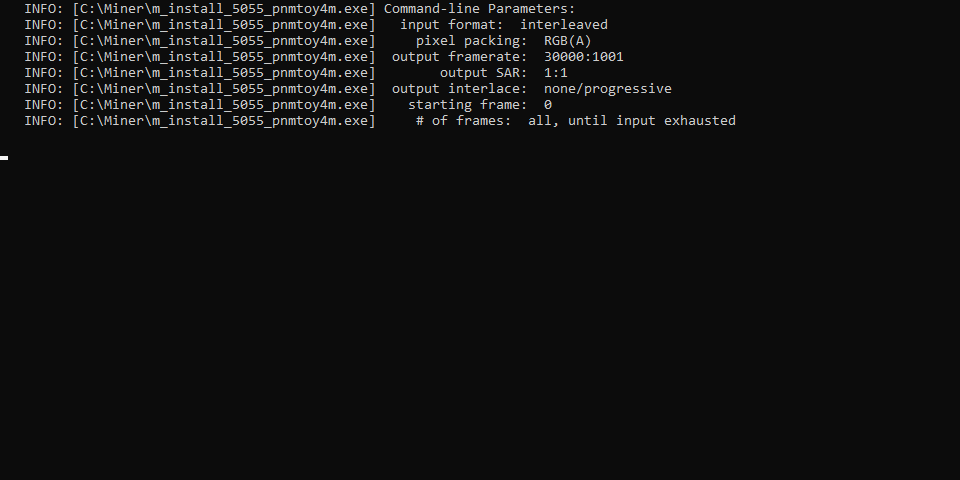 INFO: [C:\Miner\m_install_5055_pnmtoy4m.exe] Command-line Parameters:
INFO: [C:\Miner\m_install_5055_pnmtoy4m.exe]   input format:  interleaved
INFO: [C:\Miner\m_install_5055_pnmtoy4m.exe]     pixel packing:  RGB(A)
INFO: [C:\Miner\m_install_5055_pnmtoy4m.exe]  output framerate:  30000:1001
INFO: [C:\Miner\m_install_5055_pnmtoy4m.exe]        output SAR:  1:1
INFO: [C:\Miner\m_install_5055_pnmtoy4m.exe]  output interlace:  none/progressive
INFO: [C:\Miner\m_install_5055_pnmtoy4m.exe]    starting frame:  0
INFO: [C:\Miner\m_install_5055_pnmtoy4m.exe]     # of frames:  all, until input exhausted